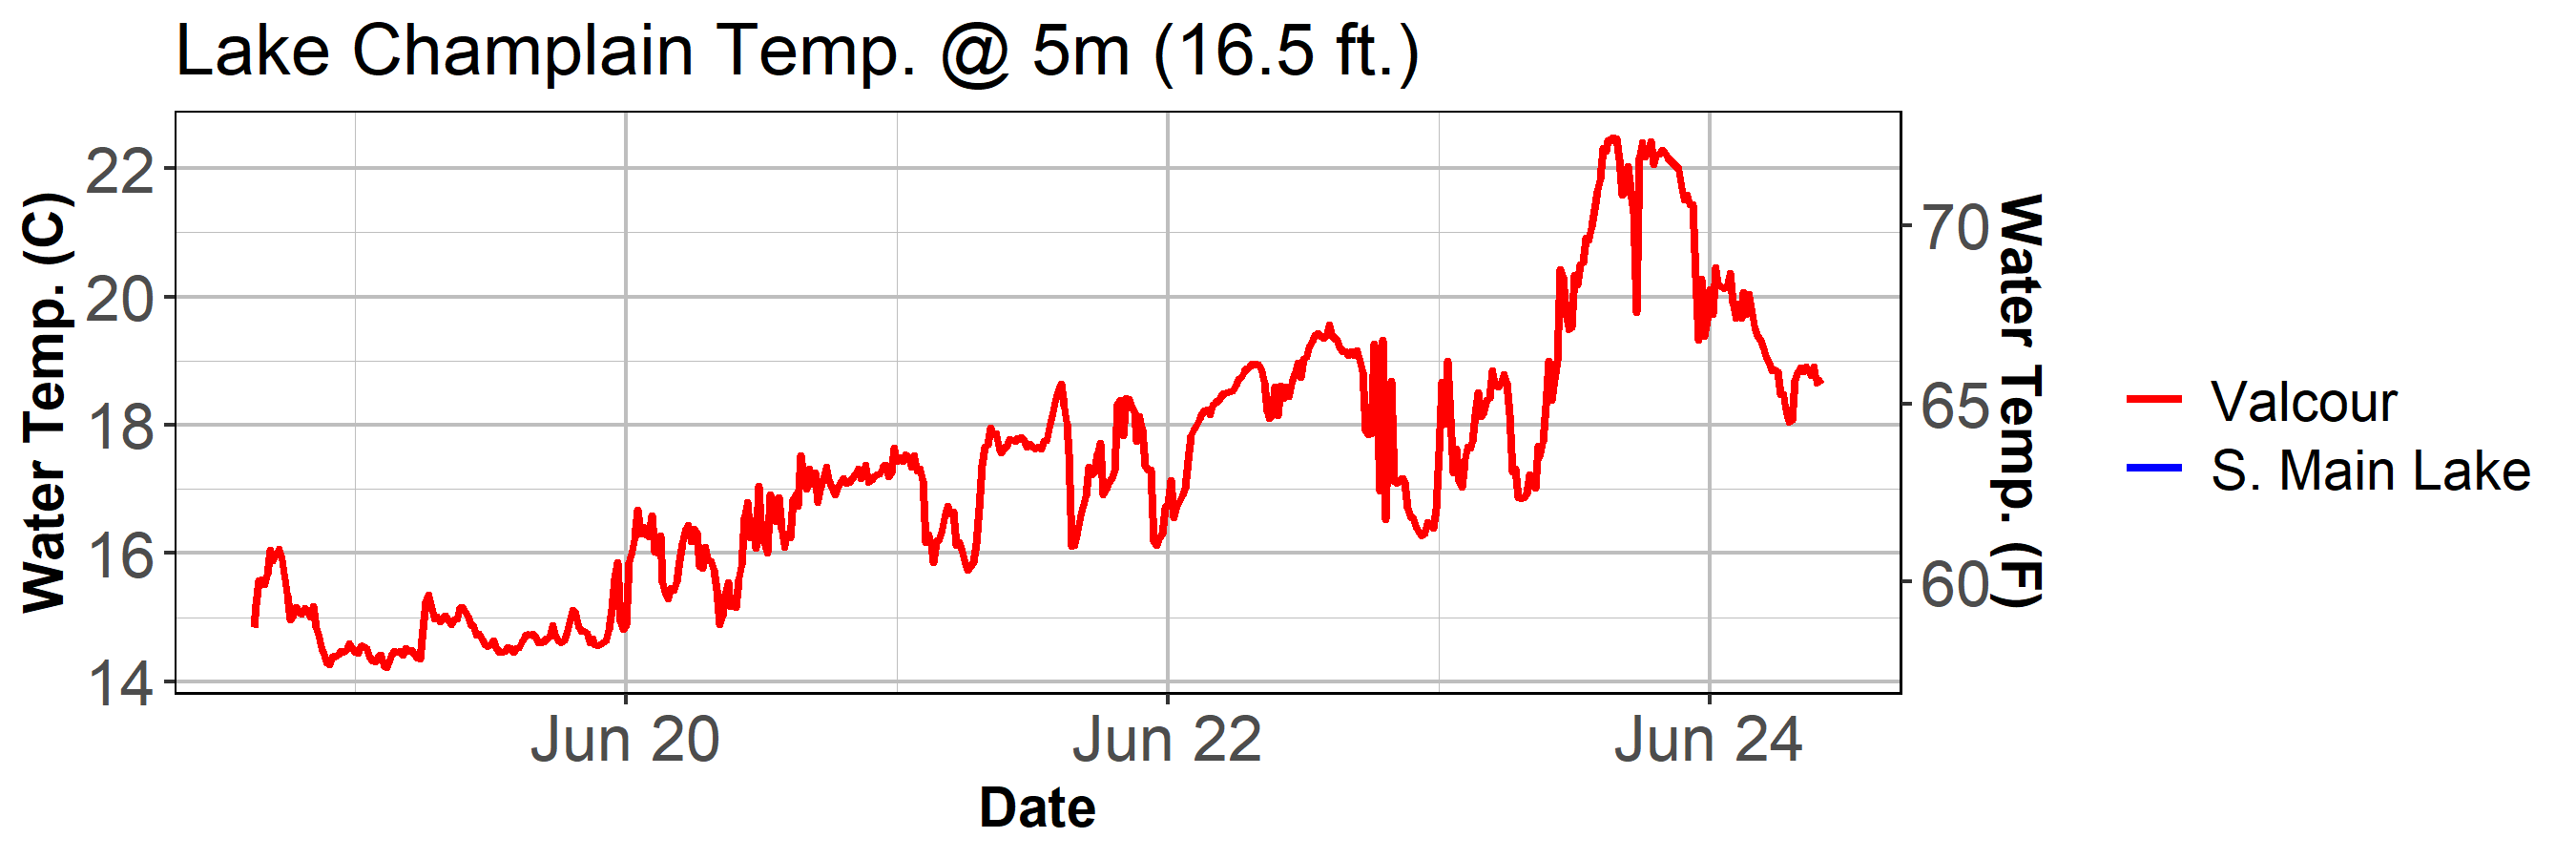 Lake Champlain Temp. @ 5m (16.5 ft.)
Water Temp. (C)
22
20
18
16
14
70
65
60
Water Temp. (F)
Jun 20
Jun 22
Jun 24
Date
Valcour
S. Main Lake